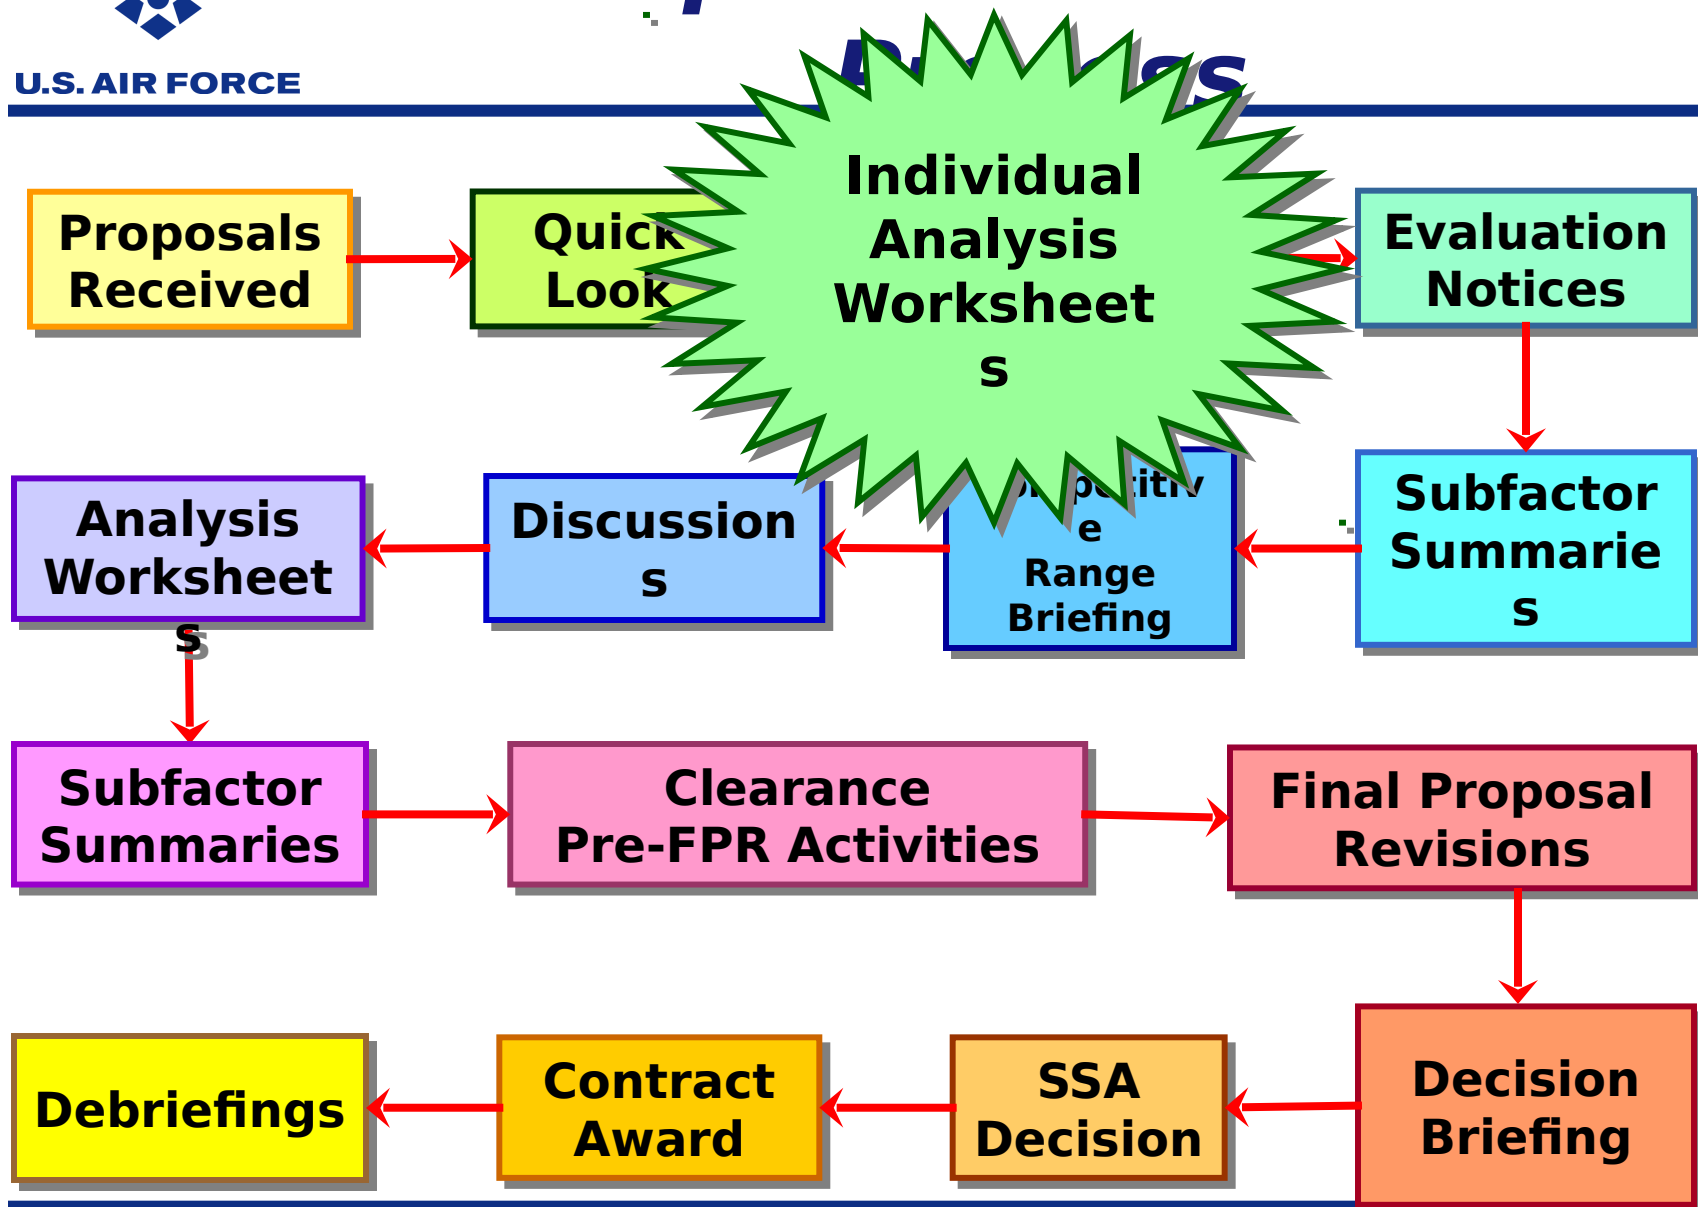 U.S. AIR FORCE
Individual
Analysis
Worksheet
s
Proposals
Received
Quick
Look
Evaluation
Notices
Analysis
Worksheet
s
Discussion
s
e
Range
Briefing
Subfactor
Summarie
s
Subfactor
Summaries
Clearance
Pre-FPR Activities
Final Proposal
Revisions
Debriefings
Contract
Award
SSA
Decision
Decision
Briefing